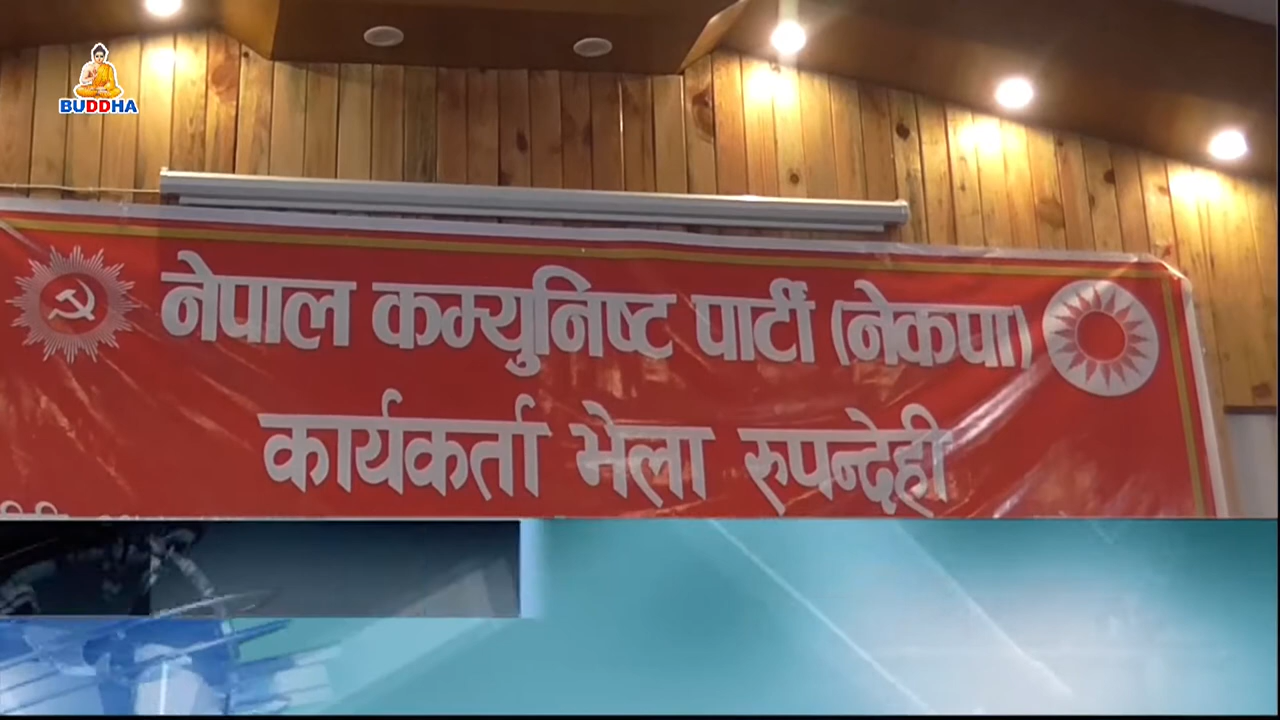 BUDDHA
नेपाल कम्युनिष्ट पार्टी (नेकपा)
कार्यकर्ता भेला रुपन्देही